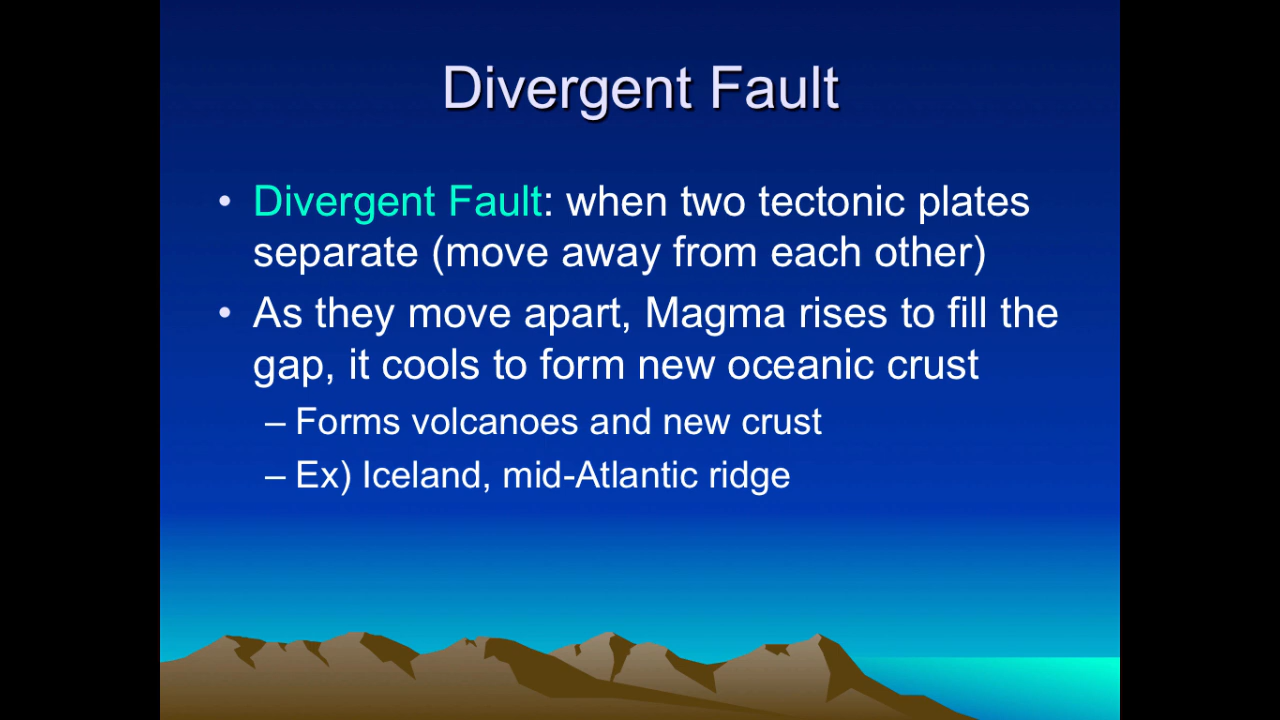 Divergent Fault
• Divergent Fault: when two tectonic plates
separate (move away from each other)
• As they move apart, Magma rises to fill the
gap, it cools to form new oceanic crust
– Forms volcanoes and new crust
– Ex) Iceland, mid-Atlantic ridge